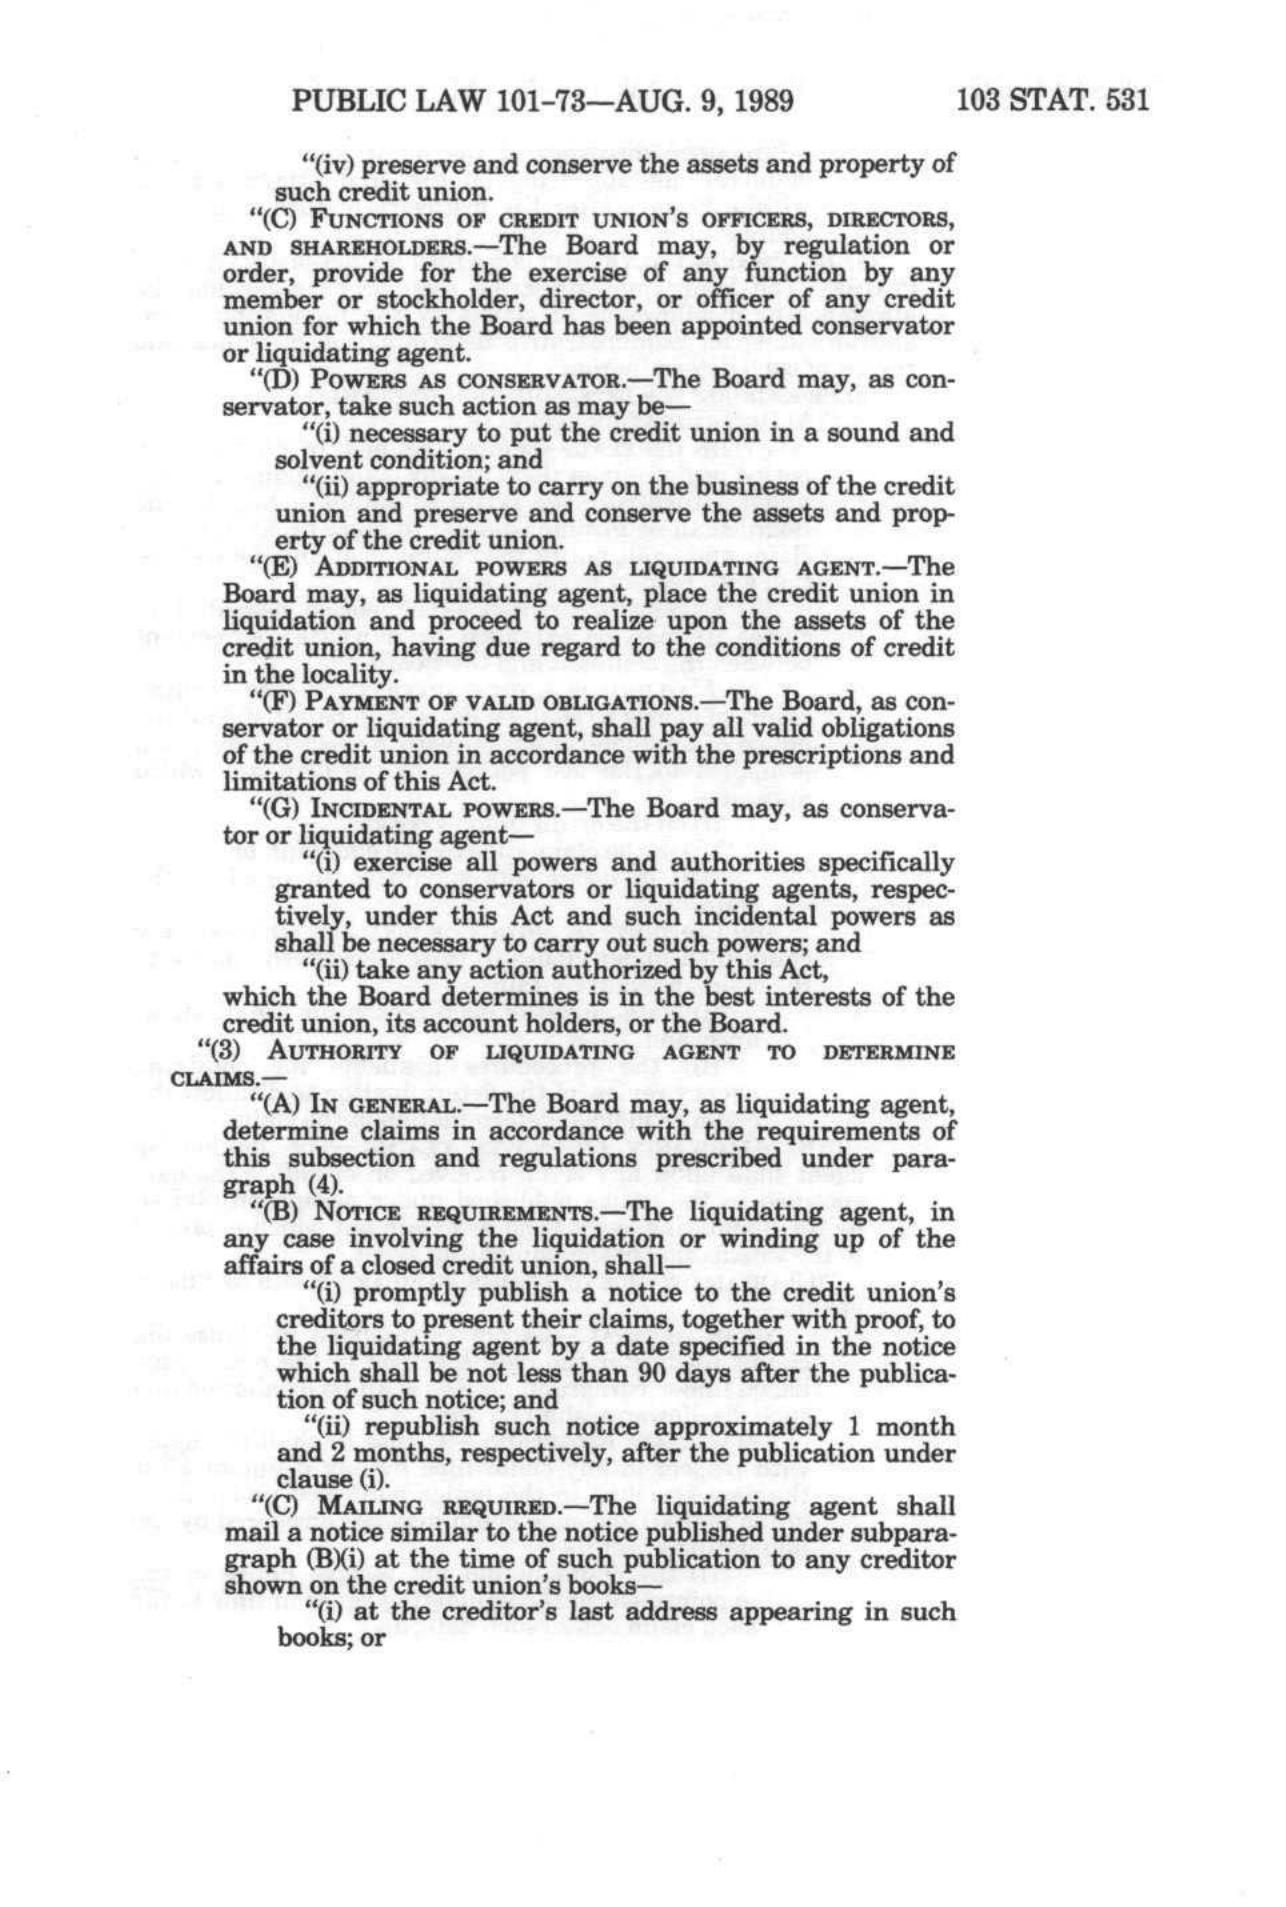 PUBLIC LAW 101-73—AUG. 9, 1989 103 STAT. 531
"(iv) preserve and conserve the assets and property of
such credit union.
"(C) FUNCTIONS OF CREDIT UNION'S OFFICERS, DIRECTORS,
AND SHAREHOLDERS.—The Board may, by regulation or
order, provide for the exercise of any function by any
member or stockholder, director, or officer of any credit
union for which the Board has been appointed conservator
or liquidating agent.
"(D) POWERS AS CONSERVATOR.—The Board may, as con-
servator, take such action as may be—
"(i) necessary to put the credit union in a sound and
solvent condition; and
"(ii) appropriate to carry on the business of the credit
union and preserve and conserve the assets and prop-
erty of the credit union.
"(E) ADDITIONAL POWERS AS LIQUIDATING AGENT.—The
Board may, as liquidating agent, place the credit union in
liquidation and proceed to realize upon the assets of the
credit union, having due regard to the conditions of credit
in the locality.
"(F) PAYMENT OF VALID OBLIGATIONS.—The Board, as con-
servator or liquidating agent, shall pay all valid obligations
of the credit union in accordance with the prescriptions and
limitations of this Act.
"(G) INCIDENTAL POWERS.—The Board may, as conserva-
tor or liquidating agent—
"(i) exercise all powers and authorities specifically
granted to conservators or liquidating agents, respec-
tively, under this Act and such incidental powers as
shall be necessary to carry out such powers; and
"(ii) take any action authorized by this Act,
which the Board determines is in the best interests of the
credit union, its account holders, or the Board.
"(3) AUTHORITY OF LIQUIDATING AGENT TO DETERMINE
CLAIMS.—
"(A) IN GENERAL.—The Board may, as liquidating agent,
determine claims in accordance with the requirements of
this subsection and regulations prescribed under para-
graph (4).
"(B) NOTICE REQUIREMENTS.—The liquidating agent, in
any case involving the liquidation or winding up of the
affairs of a closed credit union, shall—
"(i) promptly publish a notice to the credit union's
creditors to present their claims, together with proof, to
the liquidating agent by a date specified in the notice
which shall be not less than 90 days after the publica-
tion of such notice; and
"(ii) republish such notice approximately 1 month
and 2 months, respectively, after the publication under
clause (i).
"(C) MAILING REQUIRED.—The liquidating agent shall
mail a notice similar to the notice published under subpara-
graph (B)(i) at the time of such publication to any creditor
shown on the credit union's books—
"(i) at the creditor's last address appearing in such
books; or